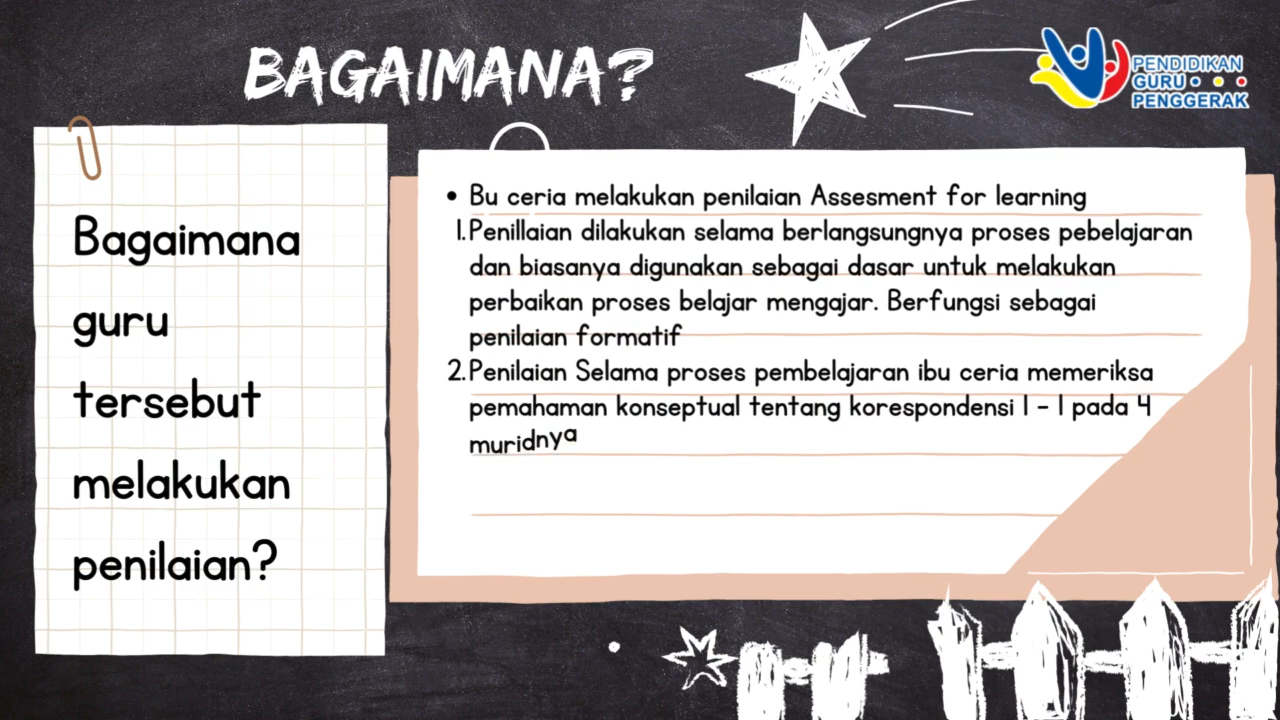 BAGAIMANA?
PENDIDIKAN
GURU
PENGGERAK
Bagaimana
guru
tersebut
melakukan
penilaian?
• Bu ceria melakukan penilaian Assesment for learning
1. Penillaian dilakukan selama berlangsungnya proses pebelajaran
dan biasanya digunakan sebagai dasar untuk melakukan
perbaikan proses belajar mengajar. Berfungsi sebagai
penilaian formatif
2. Penilaian Selama proses pembelajaran ibu ceria memeriksa
pemahaman konseptual tentang korespondensi 1 - 1 pada 4
muridnya